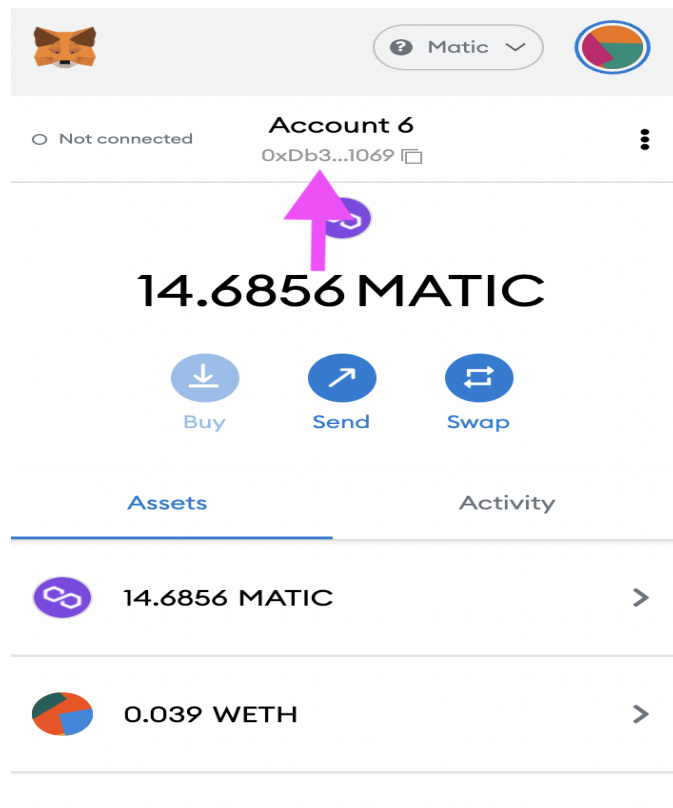 ? Matic
Not connected
Account 6
0xDb3...1069
14.6856 MATIC
Buy
Send
Swap
Assets
Activity
14.6856 MATIC
0.039 WETH